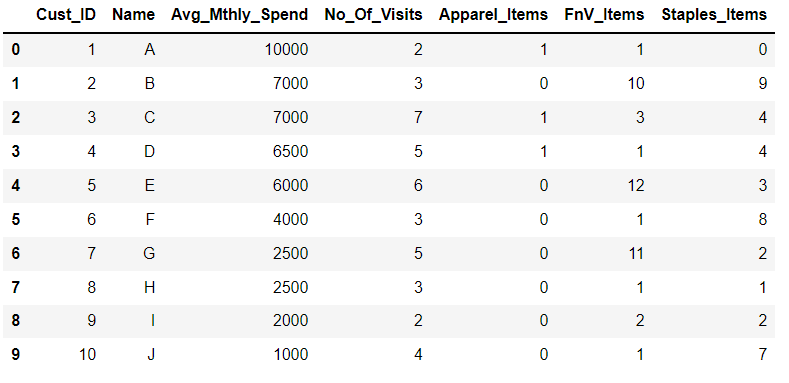 Cust_ID Name Avg_Mthly_Spend No_Of_Visits Apparel_Items FnV_Items Staples_Items
0 1 A 10000 2 1 1 0
1 2 B 7000 3 0 10 9
2 3 C 7000 7 1 3 4
3 4 D 6500 5 1 1 4
4 5 E 6000 6 0 12 3
5 6 F 4000 3 0 1 8
6 7 G 2500 5 0 11 2
7 8 H 2500 3 0 1 1
8 9 I 2000 2 0 2 2
9 10 J 1000 4 0 1 7